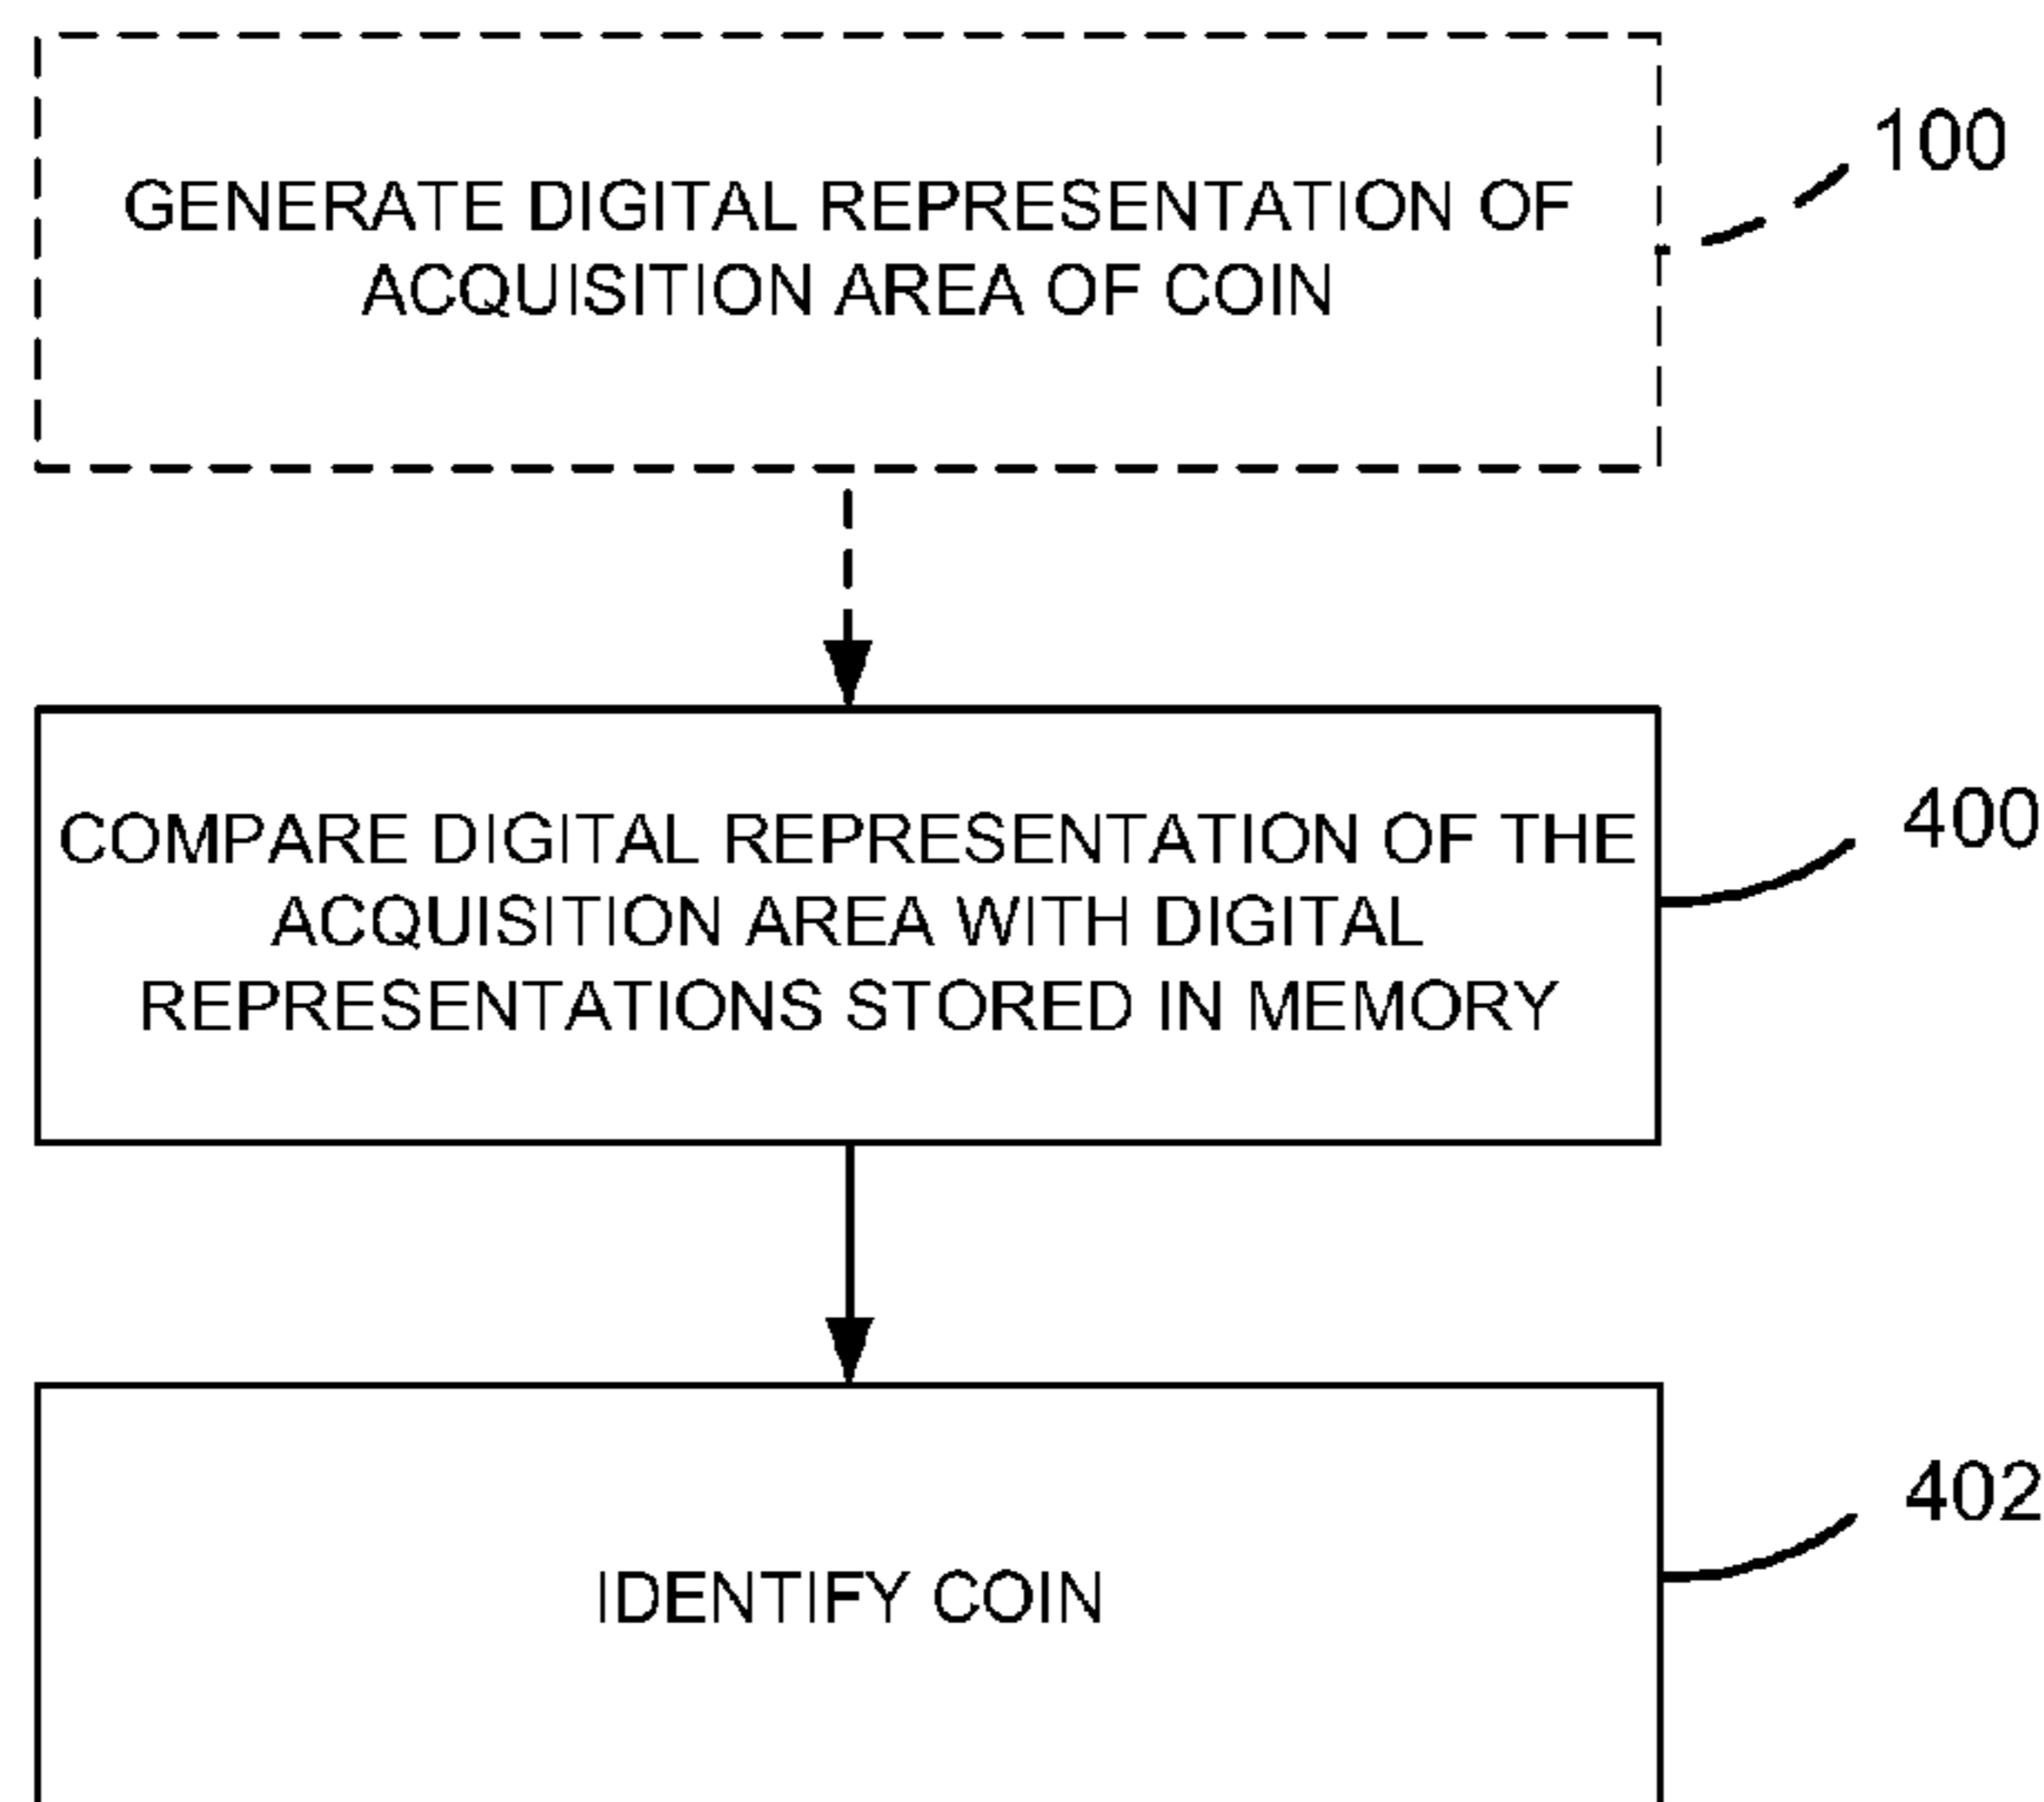 GENERATE DIGITAL REPRESENTATION OF
ACQUISITION AREA OF COIN
100
COMPARE DIGITAL REPRESENTATION OF THE
ACQUISITION AREA WITH DIGITAL
REPRESENTATIONS STORED IN MEMORY
400
IDENTIFY COIN
402